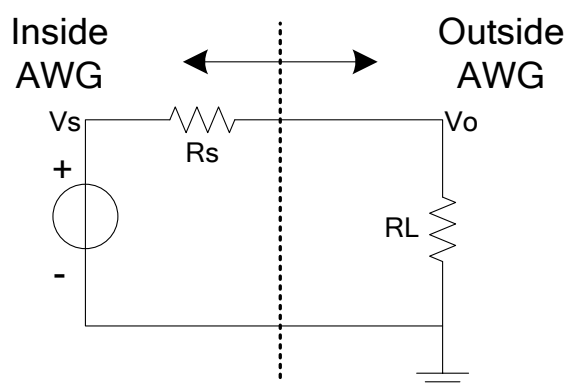 Inside
AWG
Outside
AWG
Vs
Vo
Rs
+
RL
-